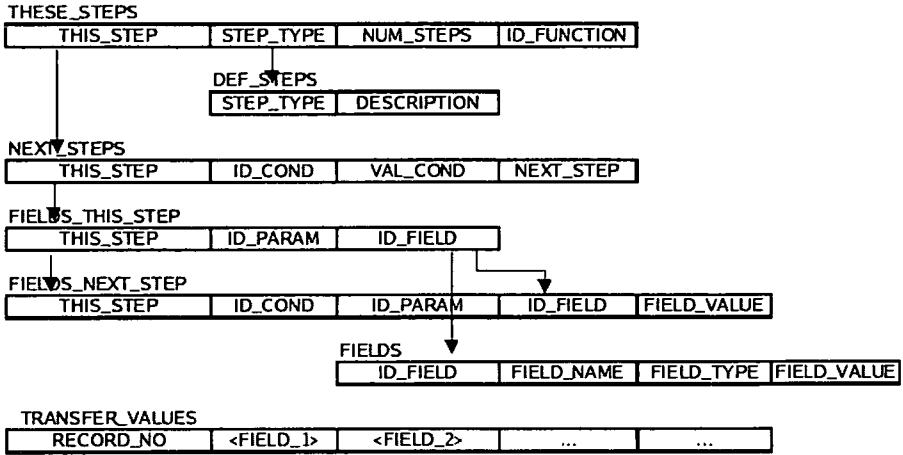 THESE_STEPS
THIS_STEP STEP_TYPE NUM_STEPS ID_FUNCTION
DEF_STEPS
STEP_TYPE DESCRIPTION
NEXT_STEPS
THIS_STEP ID_COND VAL_COND NEXT_STEP
FIELDS_THIS_STEP
THIS_STEP ID_PARAM ID_FIELD
FIELDS_NEXT_STEP
THIS_STEP ID_COND ID_PARAM ID_FIELD FIELD_VALUE
FIELDS
ID_FIELD FIELD_NAME FIELD_TYPE FIELD_VALUE
TRANSFER_VALUES
RECORD_NO <FIELD_1> <FIELD_2> ... ...